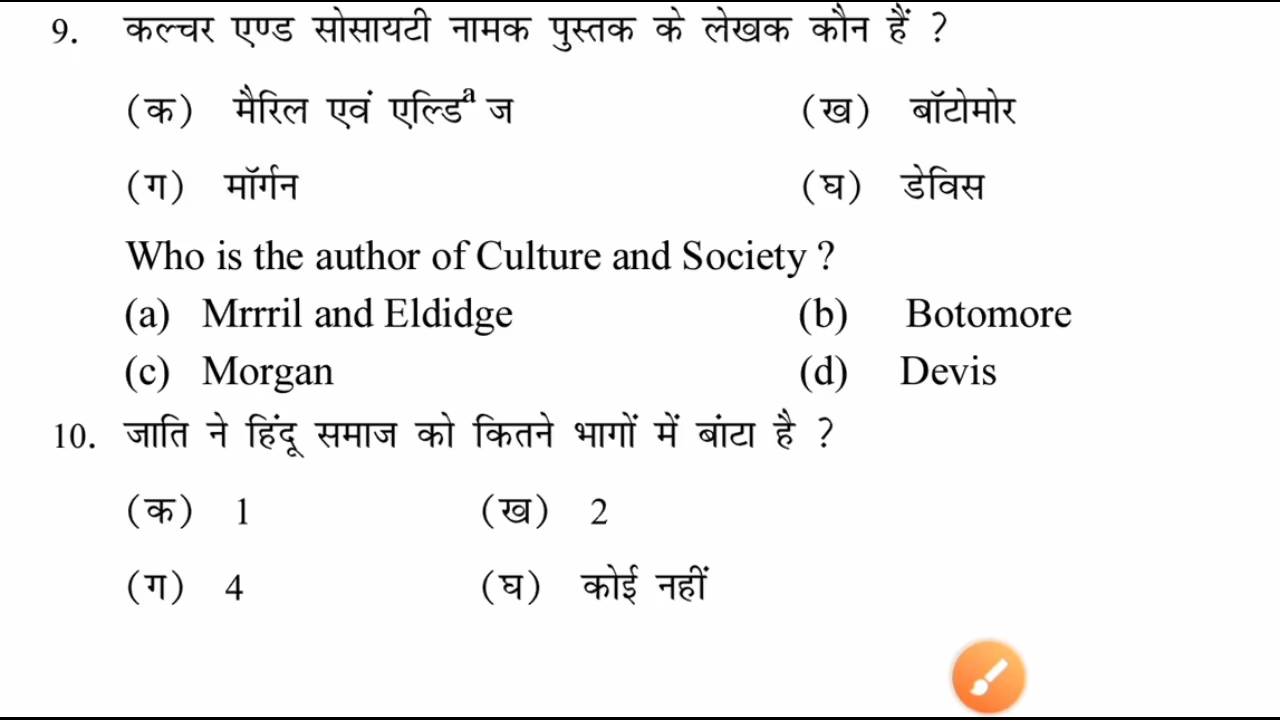 9. कल्चर एण्ड सोसायटी नामक पुस्तक के लेखक कौन हैं ?
(क) मैरिल एवं एल्डिaज (ख) बॉटोमोर
(ग) मॉर्गन (घ) डेविस
Who is the author of Culture and Society ?
(a) Mrrril and Eldidge (b) Botomore
(c) Morgan (d) Devis
10. जाति ने हिंदू समाज को कितने भागों में बांटा है ?
(क) 1 (ख) 2
(ग) 4 (घ) कोई नहीं